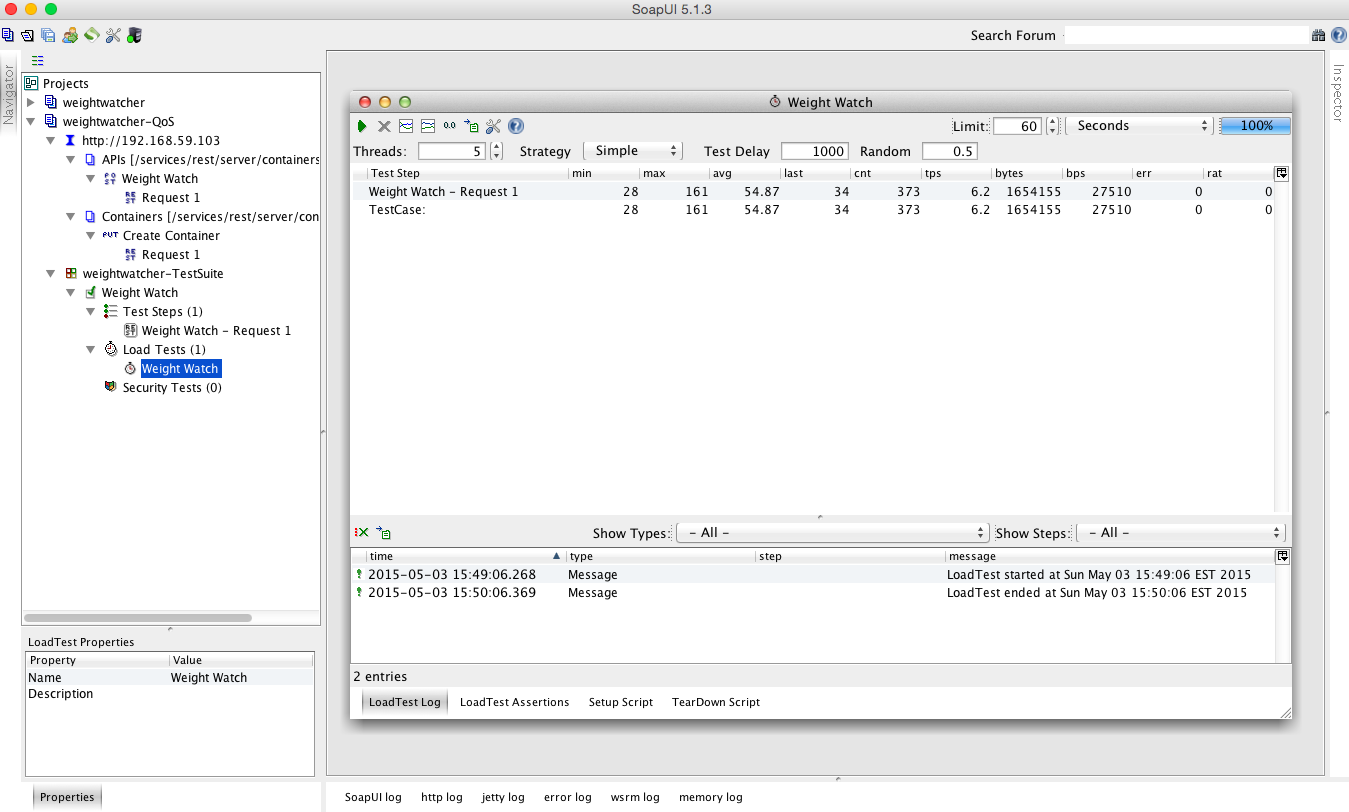 SoapUI 5.1.3
Search Forum
Navigator
Inspector
Projects
weightwatcher
weightwatcher-QoS
http://192.168.59.103
APIs [/services/rest/server/containers
Weight Watch
Request 1
Containers [/services/rest/server/con
PUT Create Container
Request 1
weightwatcher-TestSuite
Weight Watch
Test Steps (1)
Weight Watch - Request 1
Load Tests (1)
Weight Watch
Security Tests (0)
LoadTest Properties
Property Value
Name Weight Watch
Description
Properties
Weight Watch
0.0 Limit: 60 Seconds 100%
Threads: 5 Strategy Simple Test Delay 1000 Random 0.5
Test Step min max avg last cnt tps bytes bps err rat
Weight Watch - Request 1 28 161 54.87 34 373 6.2 1654155 27510 0 0
TestCase: 28 161 54.87 34 373 6.2 1654155 27510 0 0
Show Types: - All - Show Steps: - All -
time type step message
2015-05-03 15:49:06.268 Message LoadTest started at Sun May 03 15:49:06 EST 2015
2015-05-03 15:50:06.369 Message LoadTest ended at Sun May 03 15:50:06 EST 2015
2 entries
LoadTest Log LoadTest Assertions Setup Script TearDown Script
SoapUI log http log jetty log error log wsrm log memory log